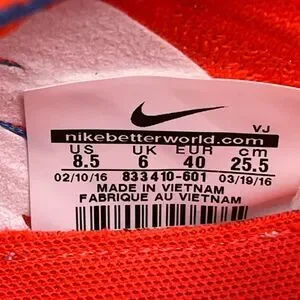 VJ
nikebetterworld.com
US UK EUR cm
8.5 6 40 25.5
02/10/16 833410-601 03/19/16
MADE IN VIETNAM
FABRIQUE AU VIETNAM